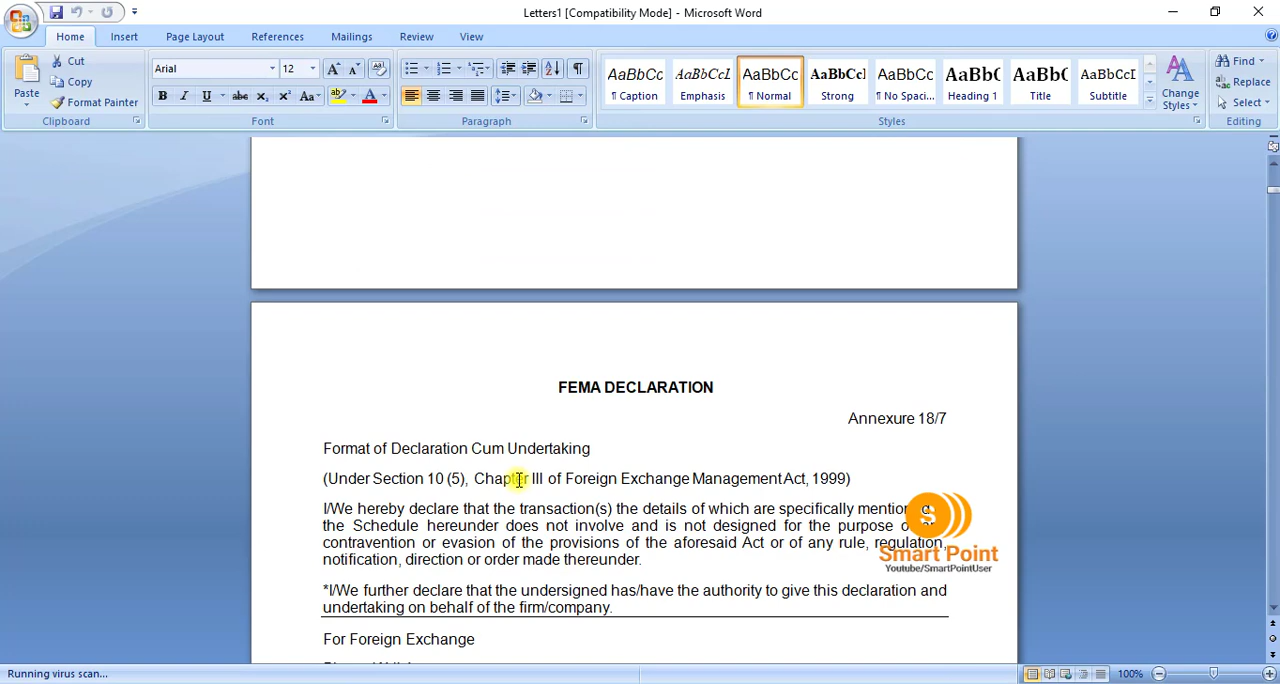 Letters1 [Compatibility Mode] - Microsoft Word
Home Insert Page Layout References Mailings Review View
Paste
Cut
Copy
Format Painter
Clipboard
Arial 12
Font
Paragraph
AaBbCc AaBbCcI AaBbCc AaBbCcI AaBbCc AaBb( AaBb( AaBbCcI
¶ Caption Emphasis ¶ Normal Strong ¶ No Spaci... Heading 1 Title Subtitle
Change
Styles
Styles
Find
Replace
Select
Editing
FEMA DECLARATION
Annexure 18/7
Format of Declaration Cum Undertaking
(Under Section 10 (5), Chapter III of Foreign Exchange Management Act, 1999)
I/We hereby declare that the transaction(s) the details of which are specifically
the Schedule hereunder does not involve and is not designed for the purpose
contravention or evasion of the provisions of the aforesaid Act or of any rule, regulation,
notification, direction or order made thereunder.
*I/We further declare that the undersigned has/have the authority to give this declaration and
undertaking on behalf of the firm/company.
For Foreign Exchange
S
Smart Point
Youtube/SmartPointUser
Running virus scan...
100%